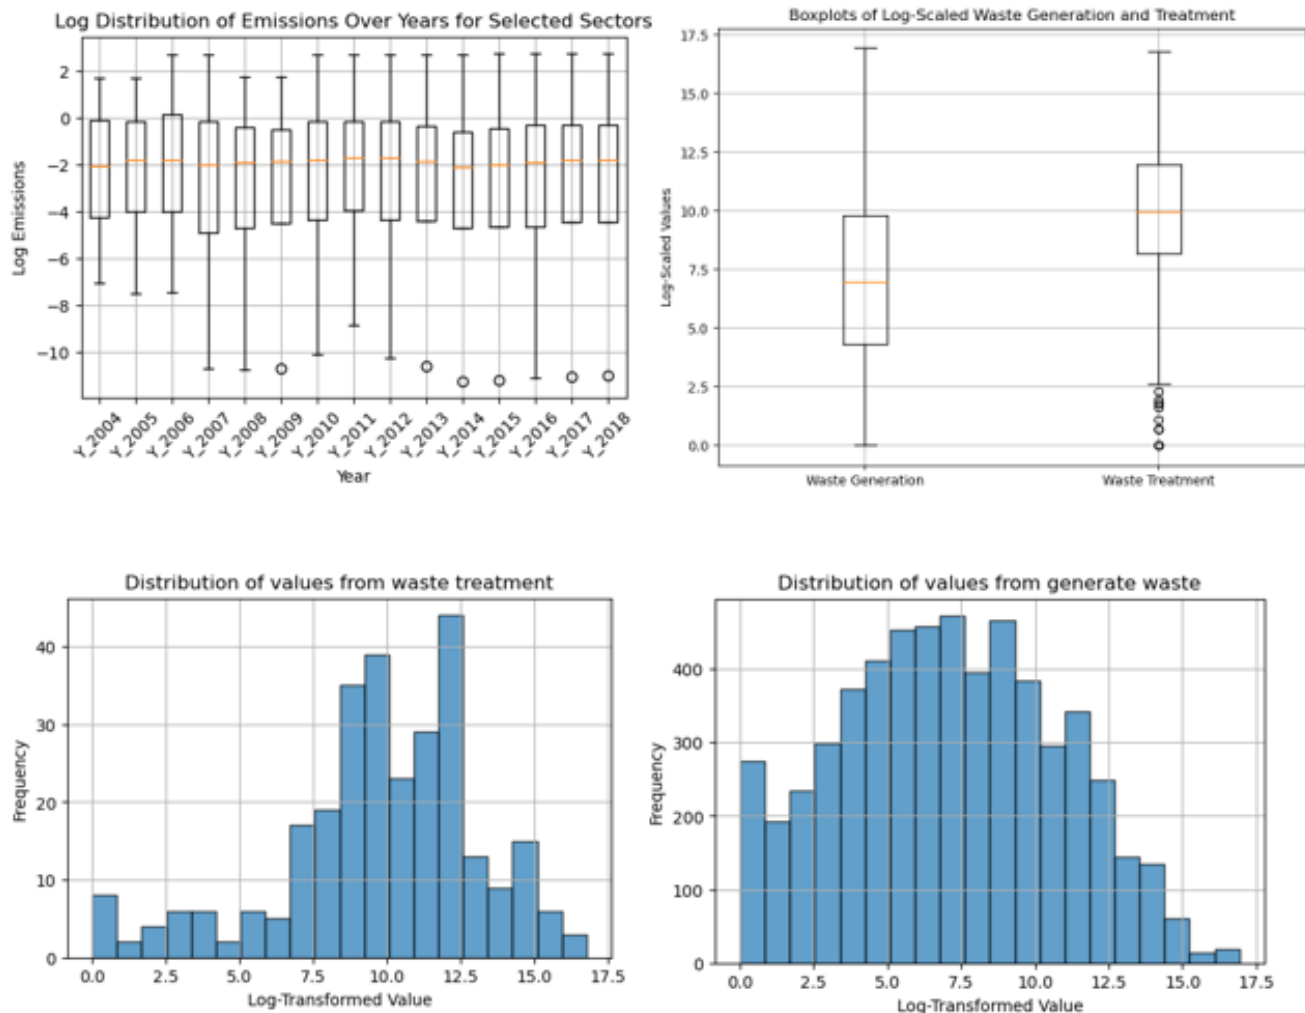 Log Distribution of Emissions Over Years for Selected Sectors
2
0
−2
−4
−6
−8
−10
Log Emissions
Y_2004
Y_2005
Y_2006
Y_2007
Y_2008
Y_2009
Y_2010
Y_2011
Y_2012
Y_2013
Y_2014
Y_2015
Y_2016
Y_2017
Y_2018
Year
Boxplots of Log-Scaled Waste Generation and Treatment
17.5
15.0
12.5
10.0
7.5
5.0
2.5
0.0
Log-Scaled Values
Waste Generation
Waste Treatment
Distribution of values from waste treatment
40
30
20
10
0
Frequency
0.0 2.5 5.0 7.5 10.0 12.5 15.0 17.5
Log-Transformed Value
Distribution of values from generate waste
400
300
200
100
0
Frequency
0.0 2.5 5.0 7.5 10.0 12.5 15.0 17.5
Log-Transformed Value